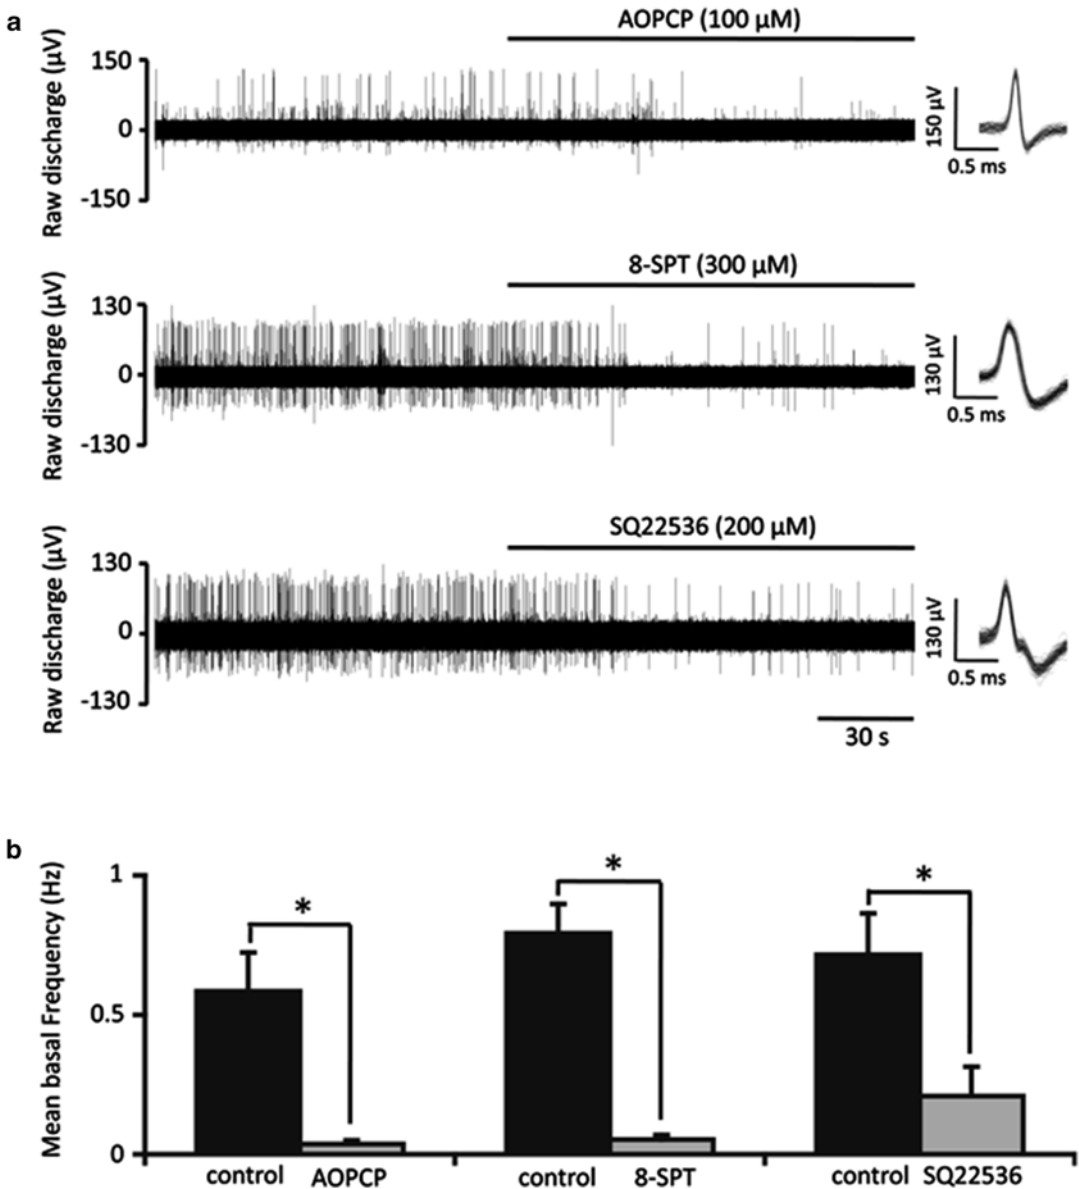 a
AOPCP (100 µM)
Raw discharge (µV)
150
0
-150
150 µV
0.5 ms
8-SPT (300 µM)
Raw discharge (µV)
130
0
-130
130 µV
0.5 ms
SQ22536 (200 µM)
Raw discharge (µV)
130
0
-130
130 µV
0.5 ms
30 s
b
Mean basal Frequency (Hz)
1
0.5
0
* * *
control AOPCP control 8-SPT control SQ22536